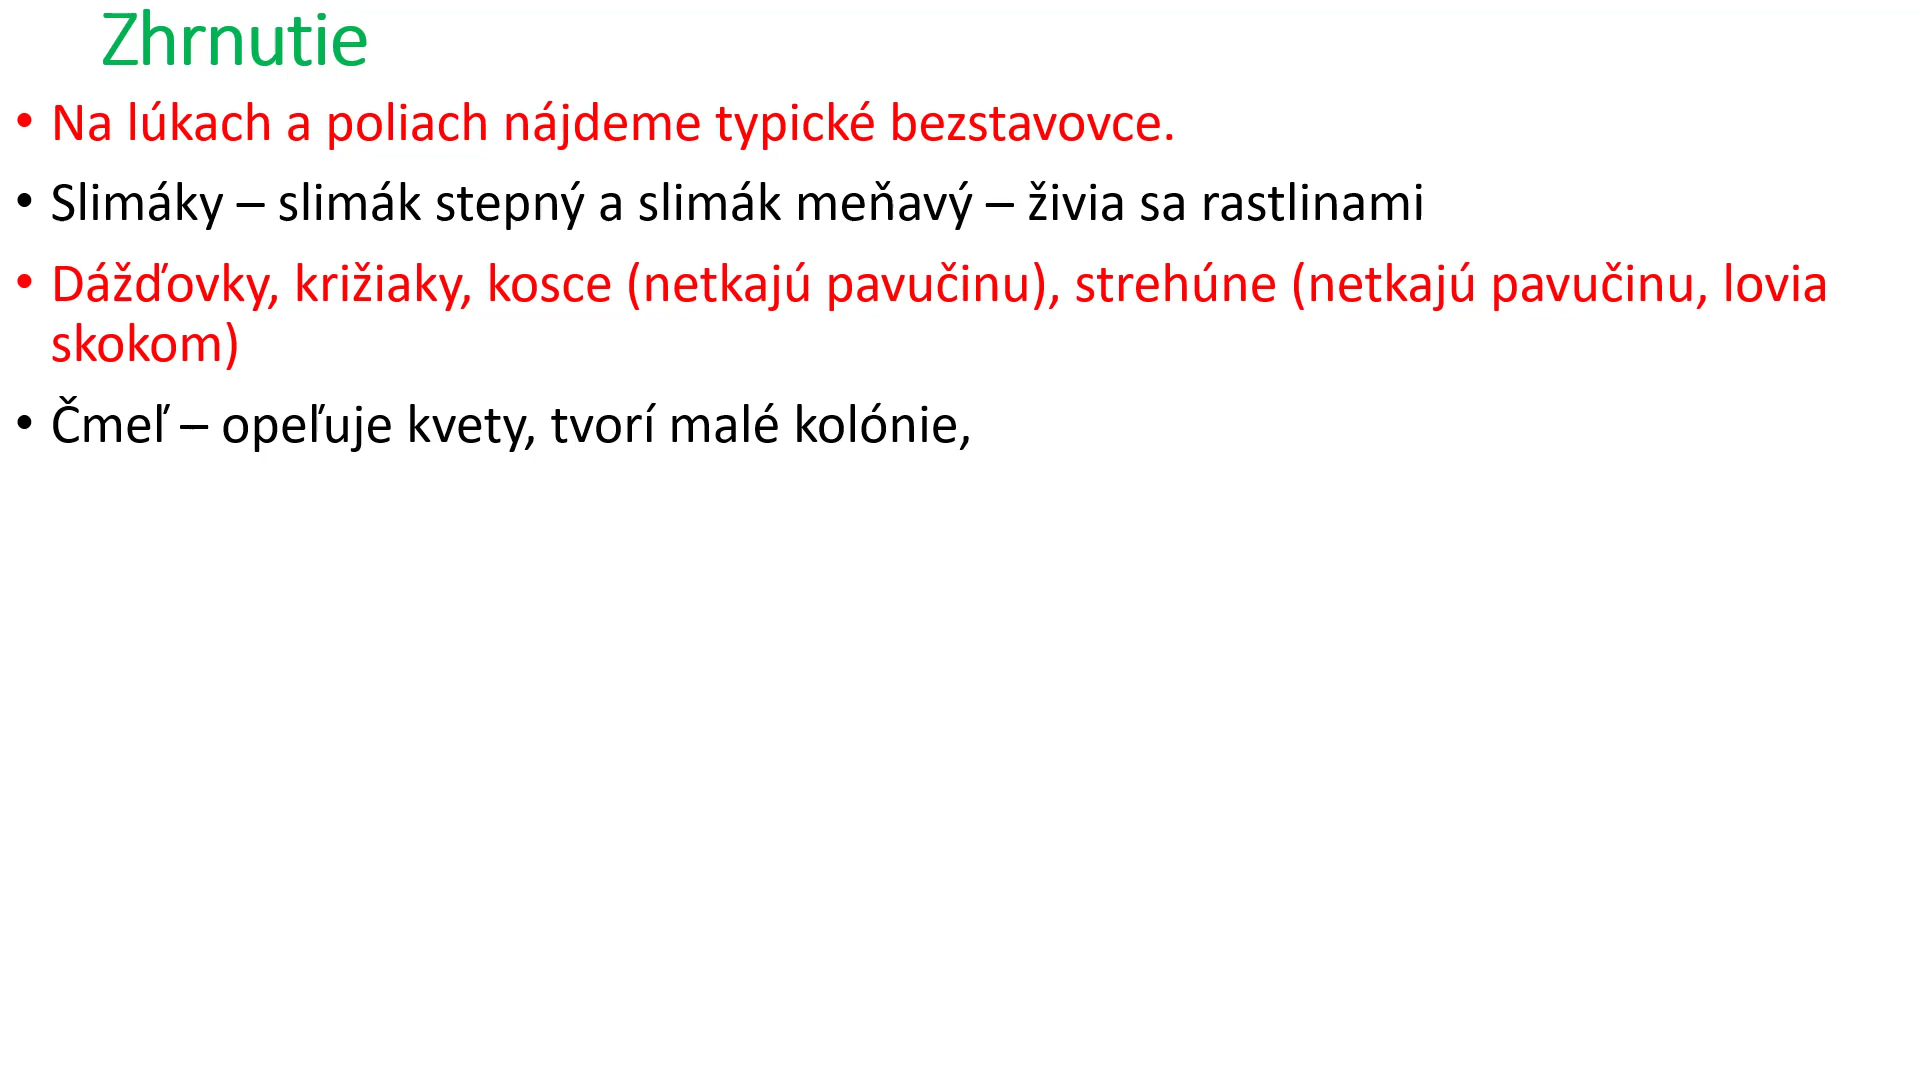 Zhrnutie
• Na lúkach a poliach nájdeme typické bezstavovce.
• Slimáky – slimák stepný a slimák meňavý – živia sa rastlinami
• Dážďovky, križiaky, kosce (netkajú pavučinu), strehúne (netkajú pavučinu, lovia
skokom)
• Čmeľ – opeľuje kvety, tvorí malé kolónie,